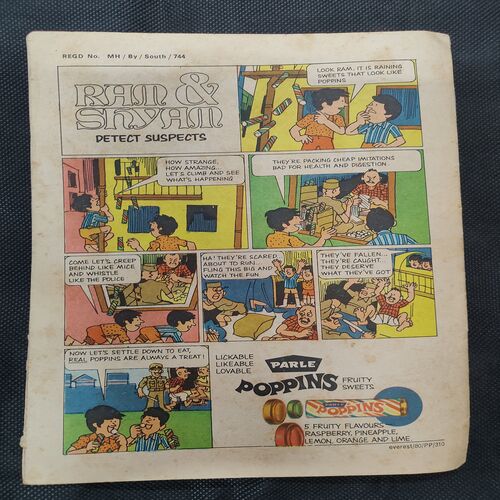 REGD No. MH / By / South / 744
RAM &
SHYAM
DETECT SUSPECTS
LOOK RAM, IT IS RAINING
SWEETS THAT LOOK LIKE
POPPINS
HOW STRANGE,
HOW AMAZING..
LET'S CLIMB AND SEE
WHAT'S HAPPENING
THEY'RE PACKING CHEAP IMITATIONS
BAD FOR HEALTH AND DIGESTION.
COME LET'S CREEP
BEHIND LIKE MICE
AND WHISTLE
LIKE THE POLICE
HA! THEY'RE SCARED
ABOUT TO RUN
FLING THIS BIG AND
WATCH THE FUN
THEY'VE FALLEN...
THEY'RE CAUGHT.
THEY DESERVE
WHAT THEY'VE GOT
NOW LET'S SETTLE DOWN TO EAT,
REAL POPPINS ARE ALWAYS A TREAT!
LICKABLE
LIKEABLE
LOVABLE
PARLE
POPPINS
FRUITY
SWEETS
PARLE
POPPINS
5 FRUITY FLAVOURS
RASPBERRY, PINEAPPLE,
LEMON, ORANGE AND LIME
everest/80/PP/310